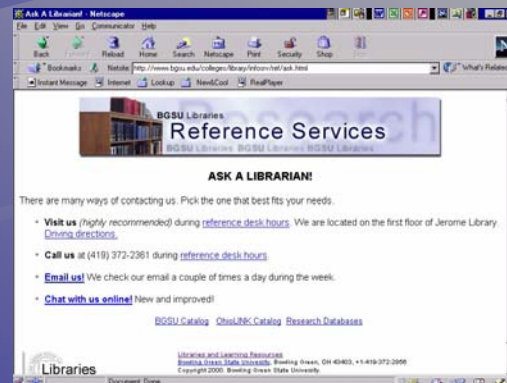 Ask A Librarian! - Netscape
File Edit View Go Communicator Help
Back Forward Reload Home Search Netscape Print Security Shop Stop
Bookmarks Netsite: http://www.bgsu.edu/colleges/library/infosrv/ref/ask.html What's Related
Instant Message Internet Lookup New&Cool RealPlayer
Research
BGSU Libraries
Reference Services
BGSU Libraries BGSU Libraries BGSU Libraries
ASK A LIBRARIAN!
There are many ways of contacting us. Pick the one that best fits your needs.
Visit us (highly recommended) during reference desk hours. We are located on the first floor of Jerome Library.
Driving directions.
Call us at (419) 372-2361 during reference desk hours.
Email us! We check our email a couple of times a day during the week.
Chat with us online! New and improved!
BGSU Catalog OhioLINK Catalog Research Databases
Libraries
Libraries and Learning Resources
Bowling Green State University, Bowling Green, OH 43403, +1-419-372-2856
Copyright 2000. Bowling Green State University.
Document: Done